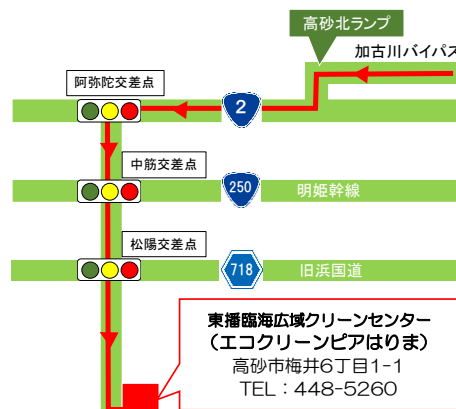 高砂北ランプ
加古川バイパス
阿弥陀交差点
2
中筋交差点
250
明姫幹線
松陽交差点
718
旧浜国道
東播臨海広域クリーンセンター
（エコクリーンピアはりま）
高砂市梅井6丁目1-1
TEL：448-5260